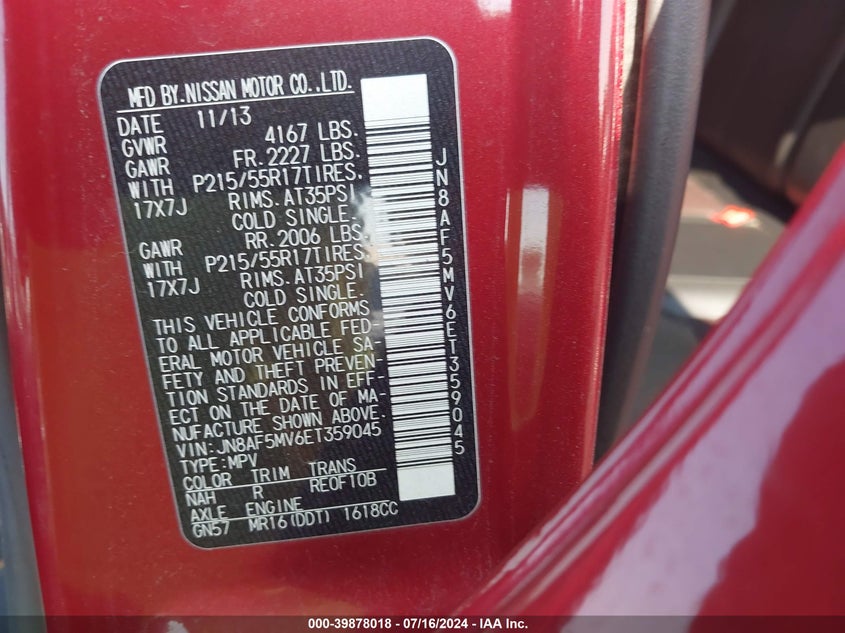 MFD BY.NISSAN MOTOR CO.,LTD.
DATE 11/13
GVWR 4167 LBS.
GAWR FR.2227 LBS.
WITH P215/55R17TIRES.
17X7J RIMS.AT35PSI
COLD SINGLE.
GAWR RR.2006 LBS.
WITH P215/55R17TIRES.
17X7J RIMS.AT35PSI
COLD SINGLE.
THIS VEHICLE CONFORMS
TO ALL APPLICABLE FED-
ERAL MOTOR VEHICLE SA-
FETY AND THEFT PREVEN-
TION STANDARDS IN EFF-
ECT ON THE DATE OF MA-
NUFACTURE SHOWN ABOVE.
VIN:JN8AF5MV6ET359045
TYPE:MPV
COLOR TRIM TRANS
NAH R RE0F10B
AXLE ENGINE
GN57 MR16(DDT) 1618CC
JN8AF5MV6ET359045
000-39878018 - 07/16/2024 - IAA Inc.